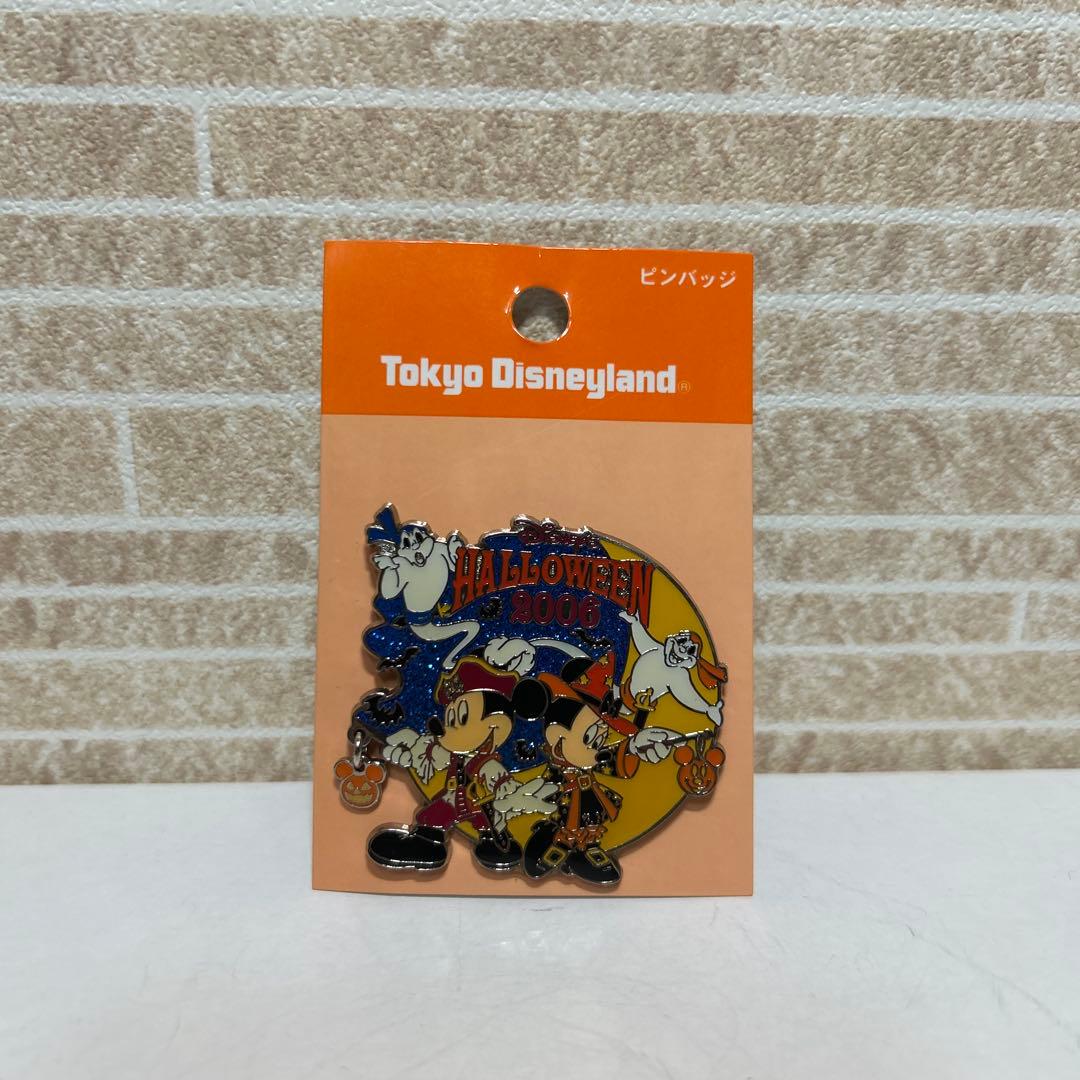 ピンバッジ
Tokyo Disneyland®
Disney's
HALLOWEEN
2006